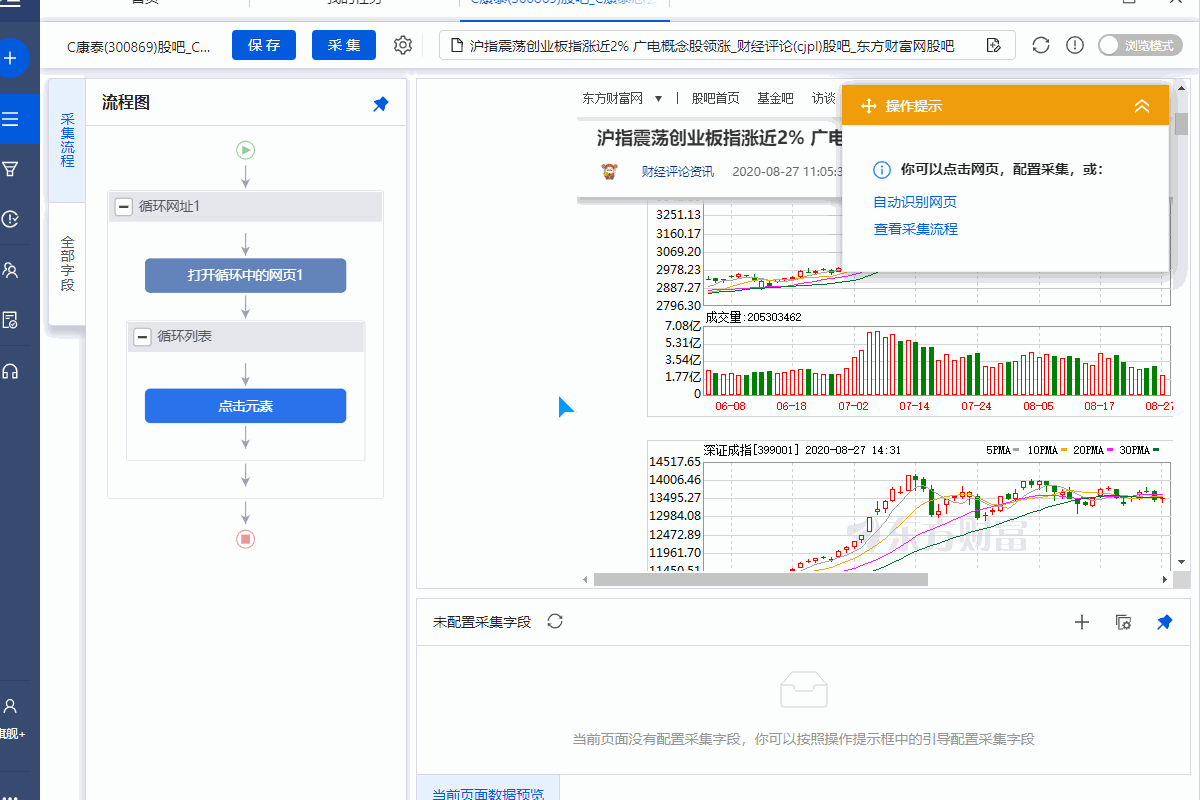 首页
我的任务
C康泰(300869)股吧_C康泰怎么
C康泰(300869)股吧_C...
保存
采集
沪指震荡创业板指涨近2% 广电概念股领涨_财经评论(cjpl)股吧_东方财富网股吧
浏览模式
采集流程
全部字段
流程图
循环网址1
打开循环中的网页1
循环列表
点击元素
旗舰+
东方财富网 ▼ | 股吧首页 基金吧 访谈
沪指震荡创业板指涨近2% 广电
财经评论资讯 2020-08-27 11:05:3
操作提示
你可以点击网页，配置采集，或：
自动识别网页
查看采集流程
3251.13
3160.17
3069.20
2978.23
2887.27
2796.30
成交量:205303462
7.08亿
5.31亿
3.54亿
1.77亿
0
06-08 06-18 07-02 07-14 07-24 08-05 08-17 08-27
深证成指[399001] 2020-08-27 14:31 5PMA 10PMA 20PMA 30PMA
14517.65
14006.46
13495.27
12984.08
12472.89
11961.70
11450.51
东方财富
未配置采集字段
当前页面没有配置采集字段，你可以按照操作提示框中的引导配置采集字段
当前页面数据预览